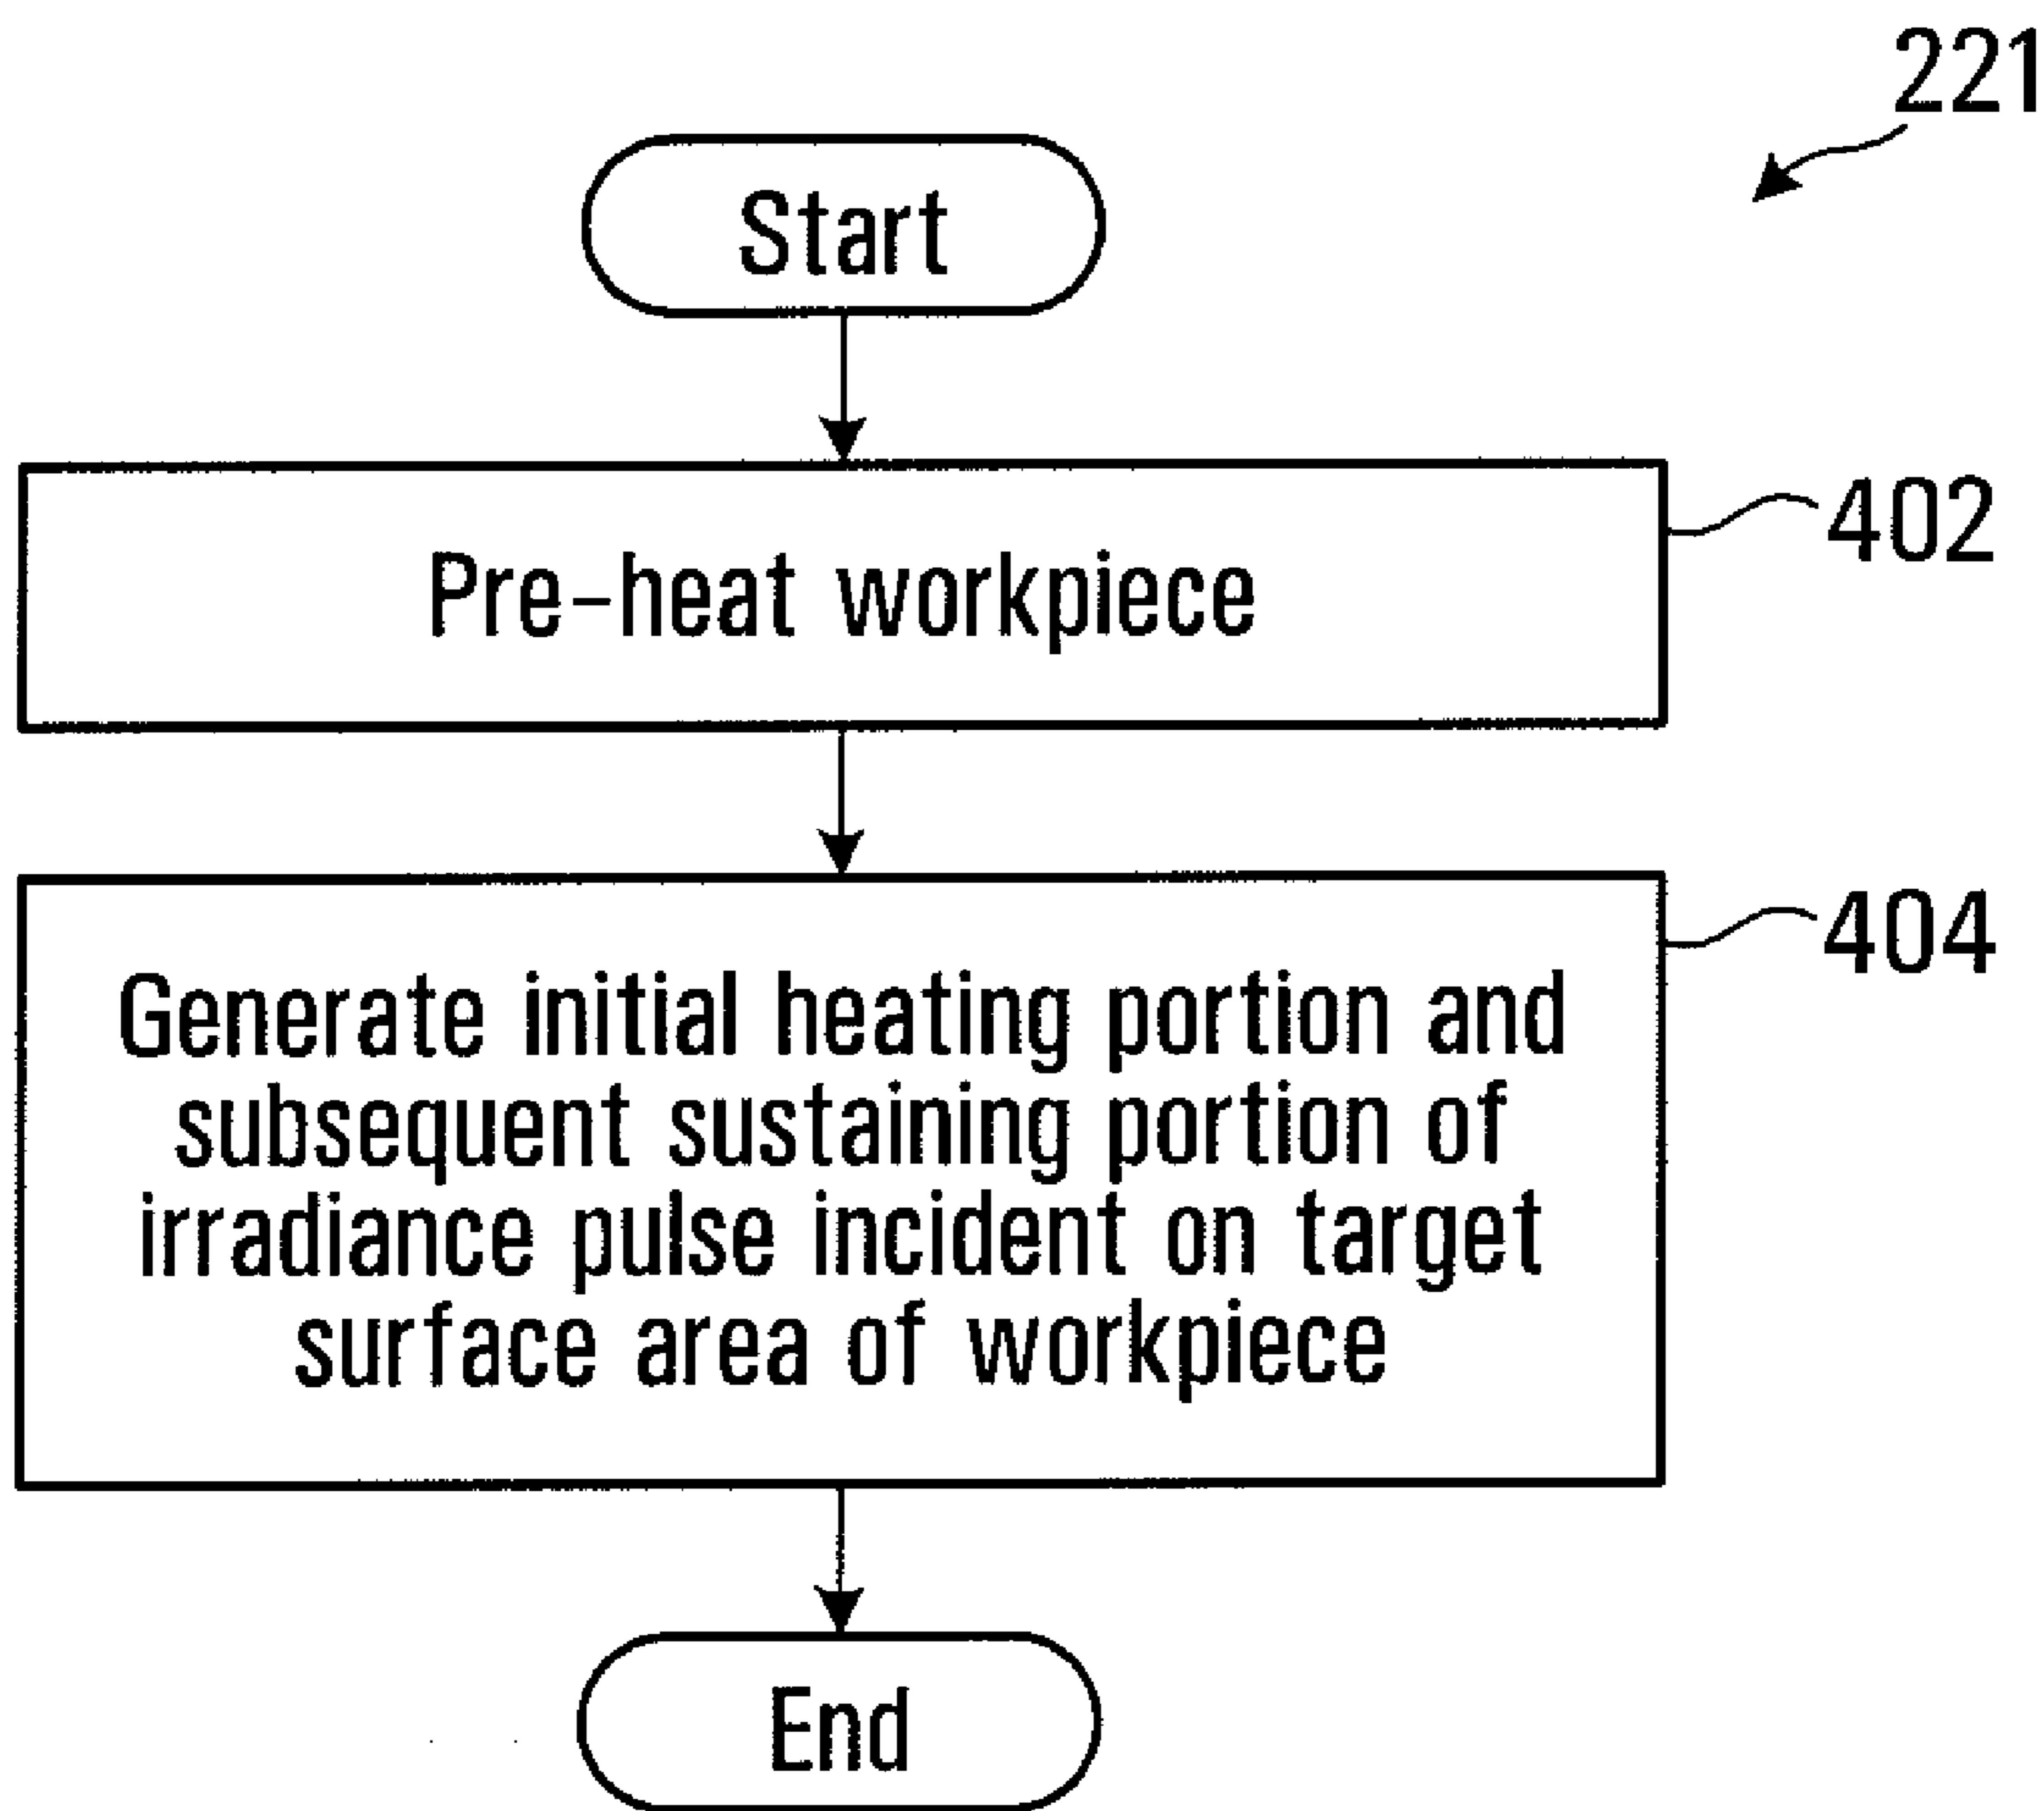 221
Start
402
Pre-heat workpiece
404
Generate initial heating portion and
subsequent sustaining portion of
irradiance pulse incident on target
surface area of workpiece
End